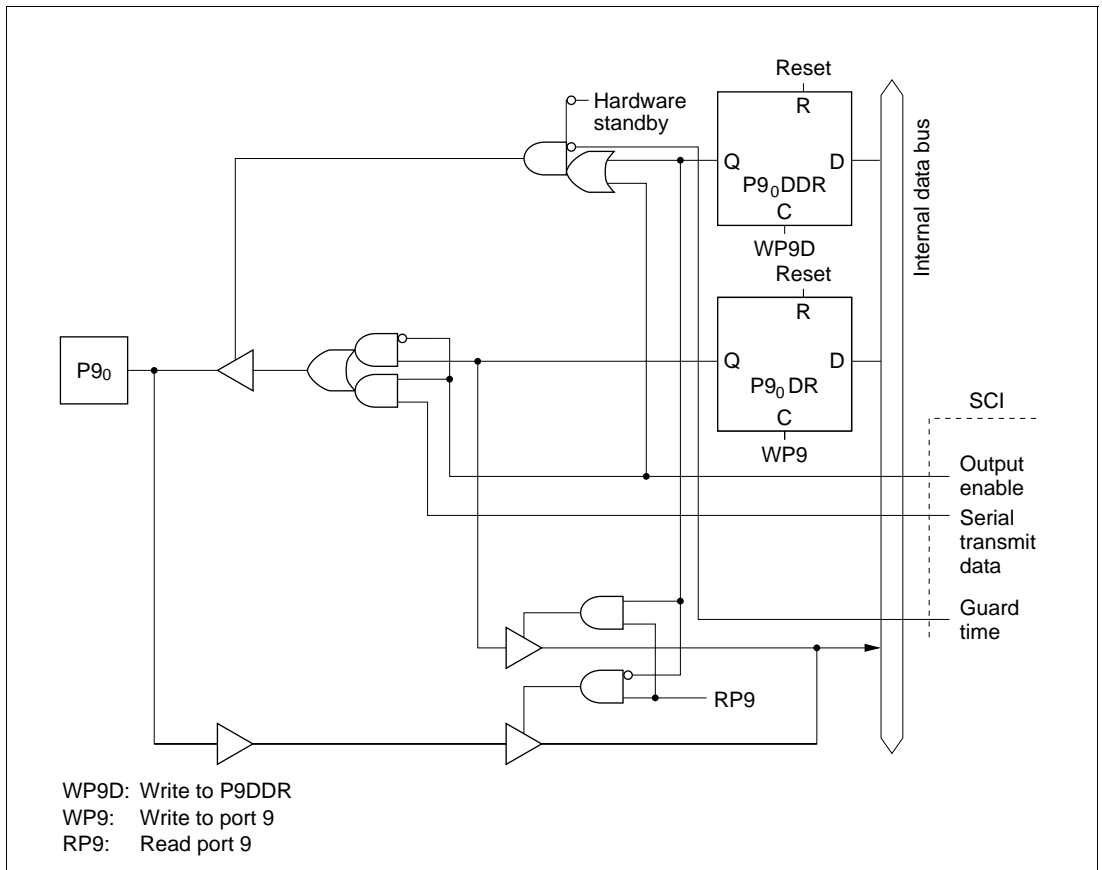 Reset
R
Hardware
standby
Q
D
P9₀DDR
C
WP9D
Internal data bus
Reset
R
Q
D
P9₀DR
C
WP9
P9₀
SCI
Output
enable
Serial
transmit
data
Guard
time
RP9
WP9D: Write to P9DDR
WP9: Write to port 9
RP9: Read port 9